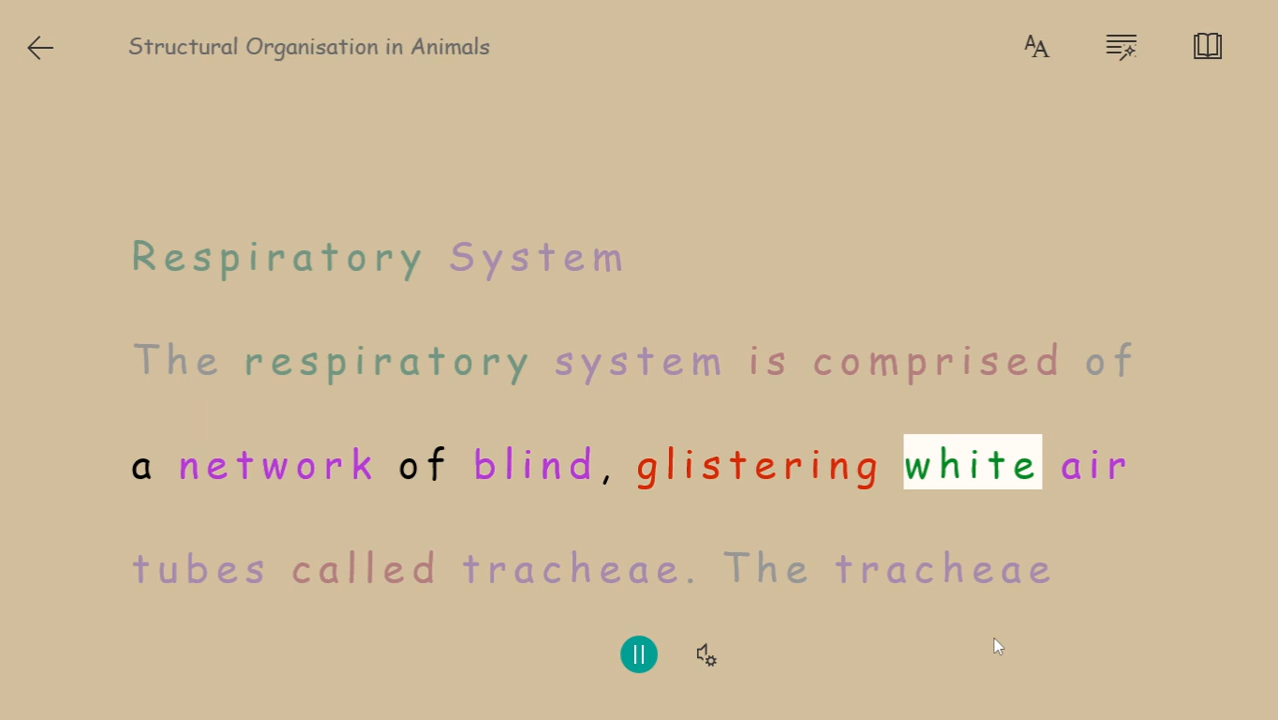 Structural Organisation in Animals
Respiratory System
The respiratory system is comprised of
a network of blind, glistering white air
tubes called tracheae. The tracheae